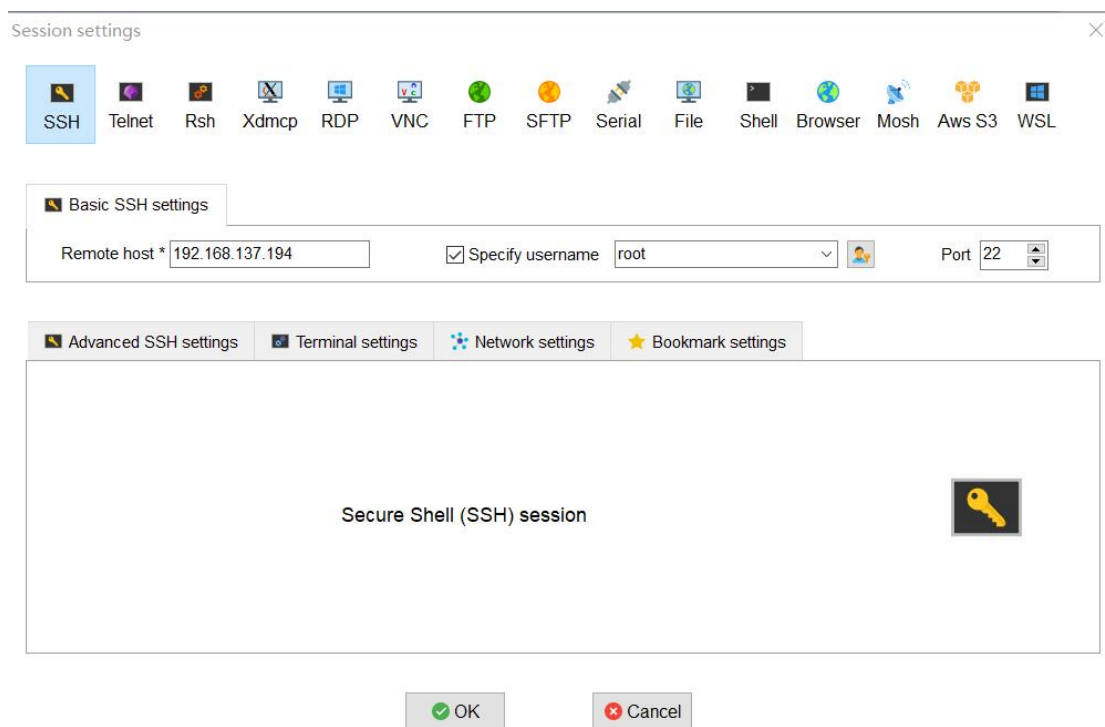 Session settings
SSH Telnet Rsh Xdmcp RDP VNC FTP SFTP Serial File Shell Browser Mosh Aws S3 WSL
Basic SSH settings
Remote host * 192.168.137.194 Specify username root Port 22
Advanced SSH settings Terminal settings Network settings Bookmark settings
Secure Shell (SSH) session
OK Cancel